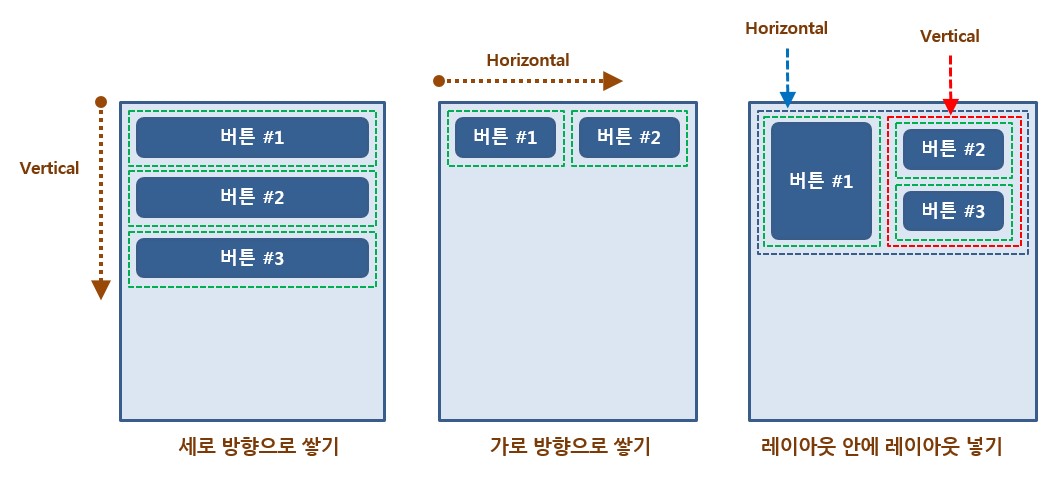 Vertical
버튼 #1
버튼 #2
버튼 #3
세로 방향으로 쌓기
Horizontal
버튼 #1
버튼 #2
가로 방향으로 쌓기
Horizontal
Vertical
버튼 #1
버튼 #2
버튼 #3
레이아웃 안에 레이아웃 넣기